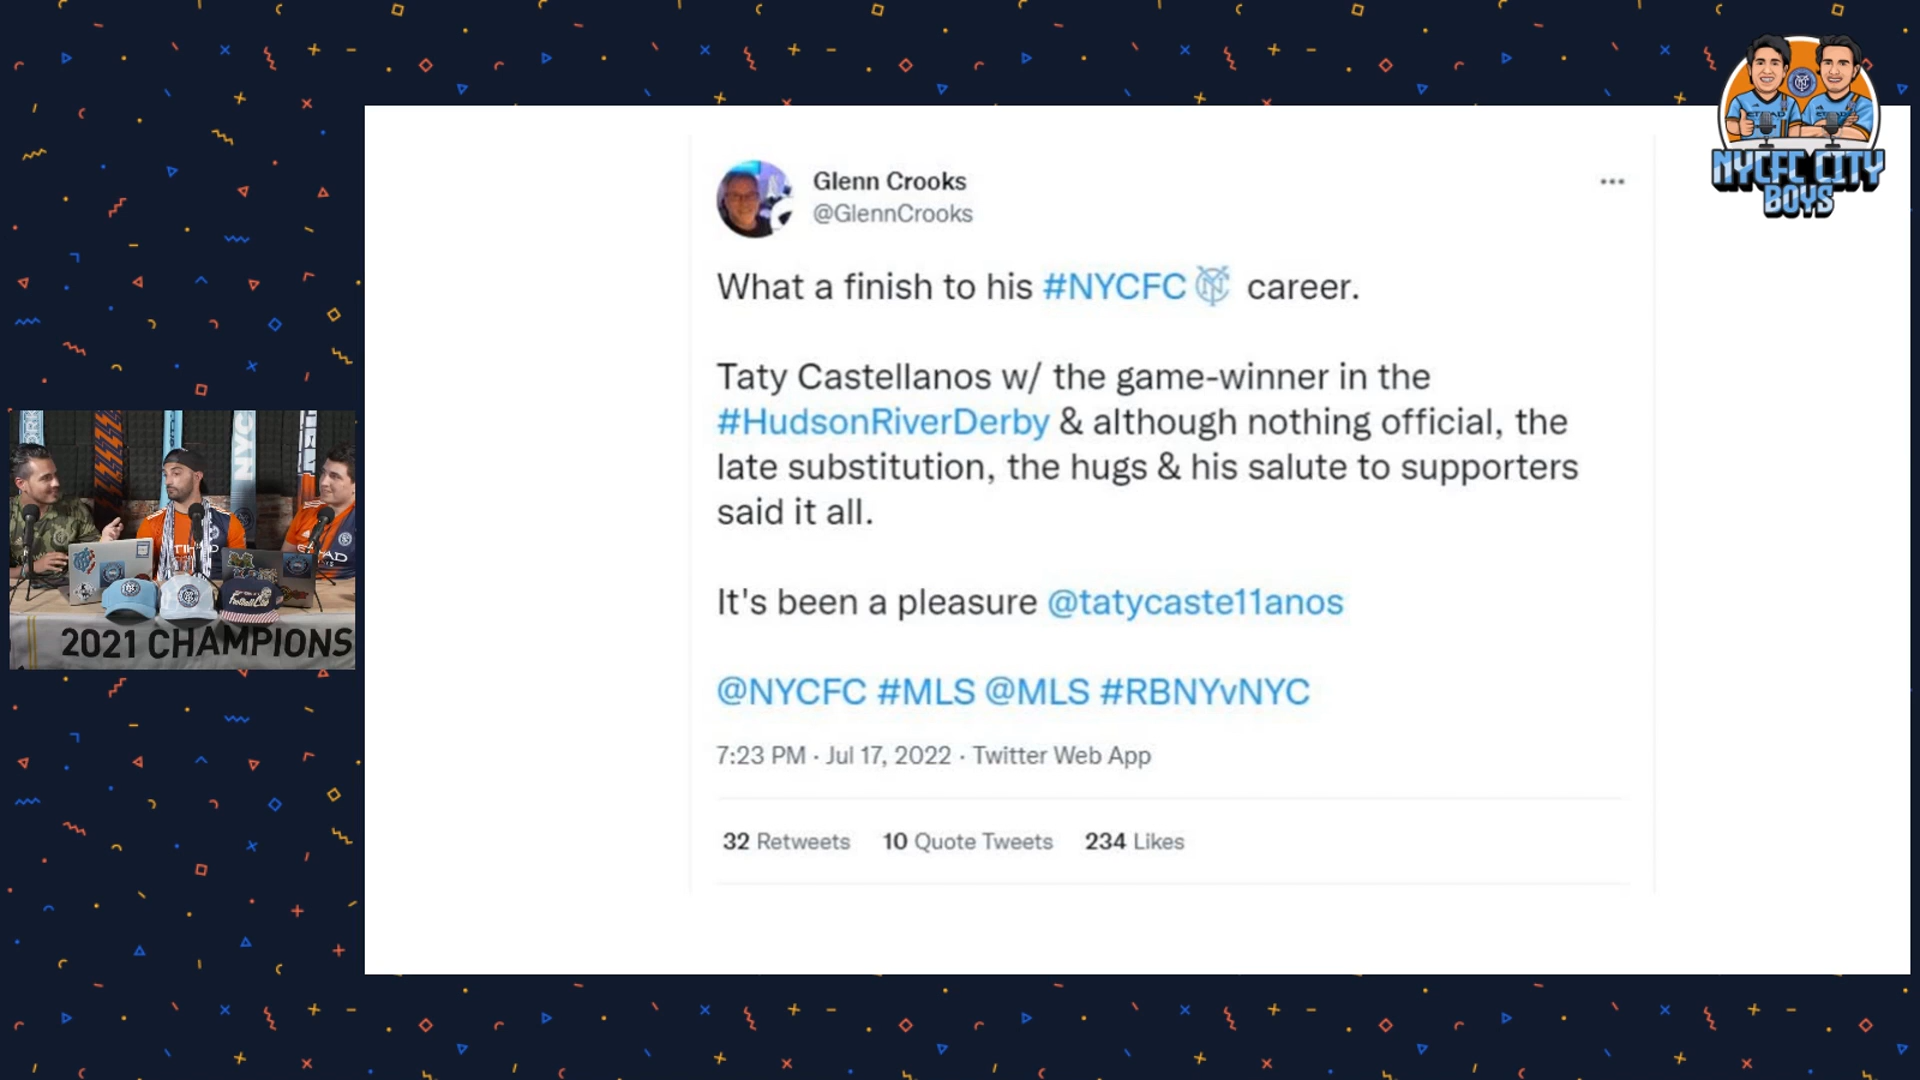 Glenn Crooks
@GlennCrooks
What a finish to his #NYCFC career.
Taty Castellanos w/ the game-winner in the
#HudsonRiverDerby & although nothing official, the
late substitution, the hugs & his salute to supporters
said it all.
It's been a pleasure @tatycaste11anos
@NYCFC #MLS @MLS #RBNYvNYC
7:23 PM · Jul 17, 2022 · Twitter Web App
32 Retweets 10 Quote Tweets 234 Likes
NYCFC CITY
BOYS
NYC
2021 CHAMPIONS